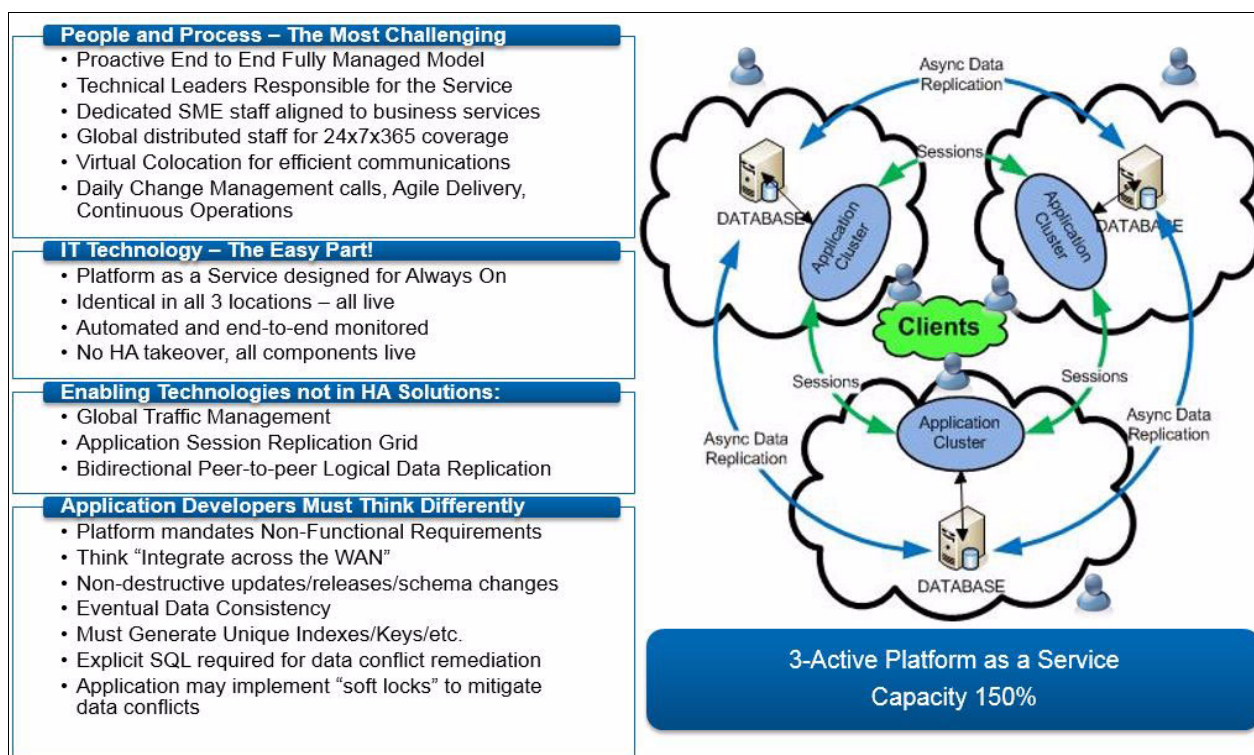 People and Process – The Most Challenging
• Proactive End to End Fully Managed Model
• Technical Leaders Responsible for the Service
• Dedicated SME staff aligned to business services
• Global distributed staff for 24x7x365 coverage
• Virtual Colocation for efficient communications
• Daily Change Management calls, Agile Delivery,
Continuous Operations
IT Technology – The Easy Part!
• Platform as a Service designed for Always On
• Identical in all 3 locations – all live
• Automated and end-to-end monitored
• No HA takeover, all components live
Enabling Technologies not in HA Solutions:
• Global Traffic Management
• Application Session Replication Grid
• Bidirectional Peer-to-peer Logical Data Replication
Application Developers Must Think Differently
• Platform mandates Non-Functional Requirements
• Think “Integrate across the WAN”
• Non-destructive updates/releases/schema changes
• Eventual Data Consistency
• Must Generate Unique Indexes/Keys/etc.
• Explicit SQL required for data conflict remediation
• Application may implement “soft locks” to mitigate
data conflicts
Async Data
Replication
Sessions
DATABASE
Application
Cluster
Application
Cluster
DATABASE
Clients
Sessions
Sessions
Application
Cluster
Async Data
Replication
Async Data
Replication
DATABASE
3-Active Platform as a Service
Capacity 150%